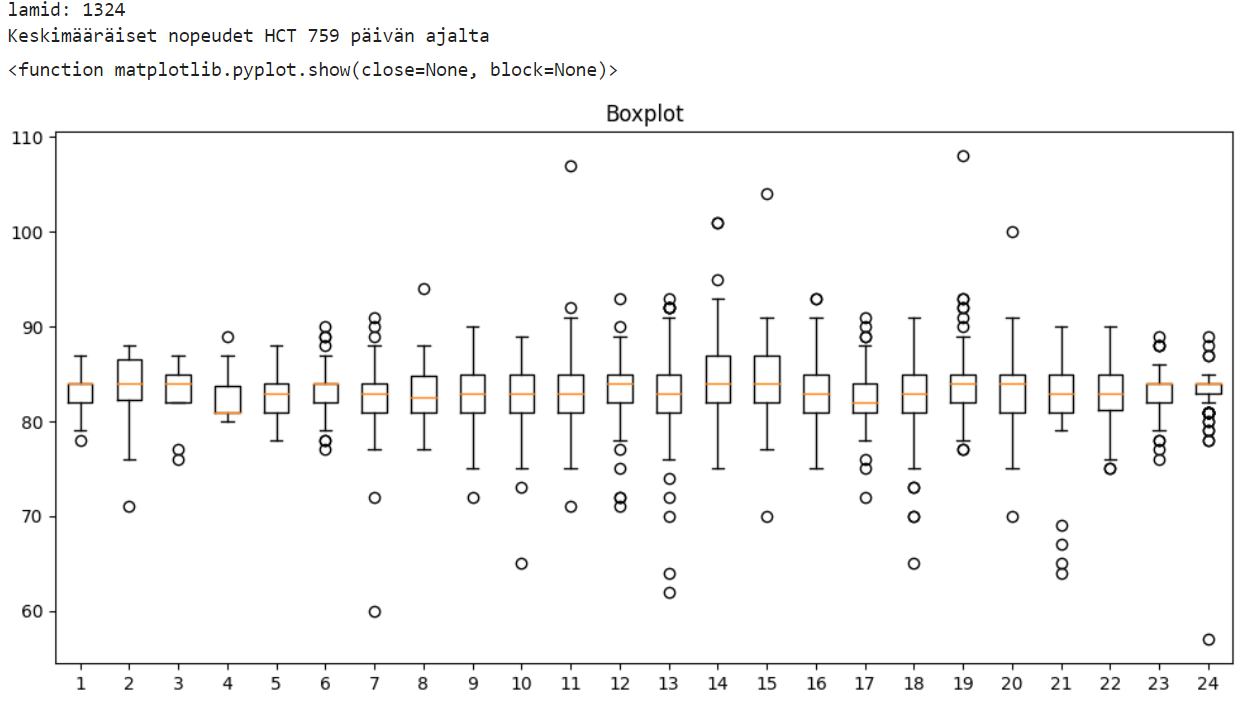 lamid: 1324
Keskimääräiset nopeudet HCT 759 päivän ajalta
<function matplotlib.pyplot.show(close=None, block=None)>
Boxplot
110
100
90
80
70
60
1 2 3 4 5 6 7 8 9 10 11 12 13 14 15 16 17 18 19 20 21 22 23 24